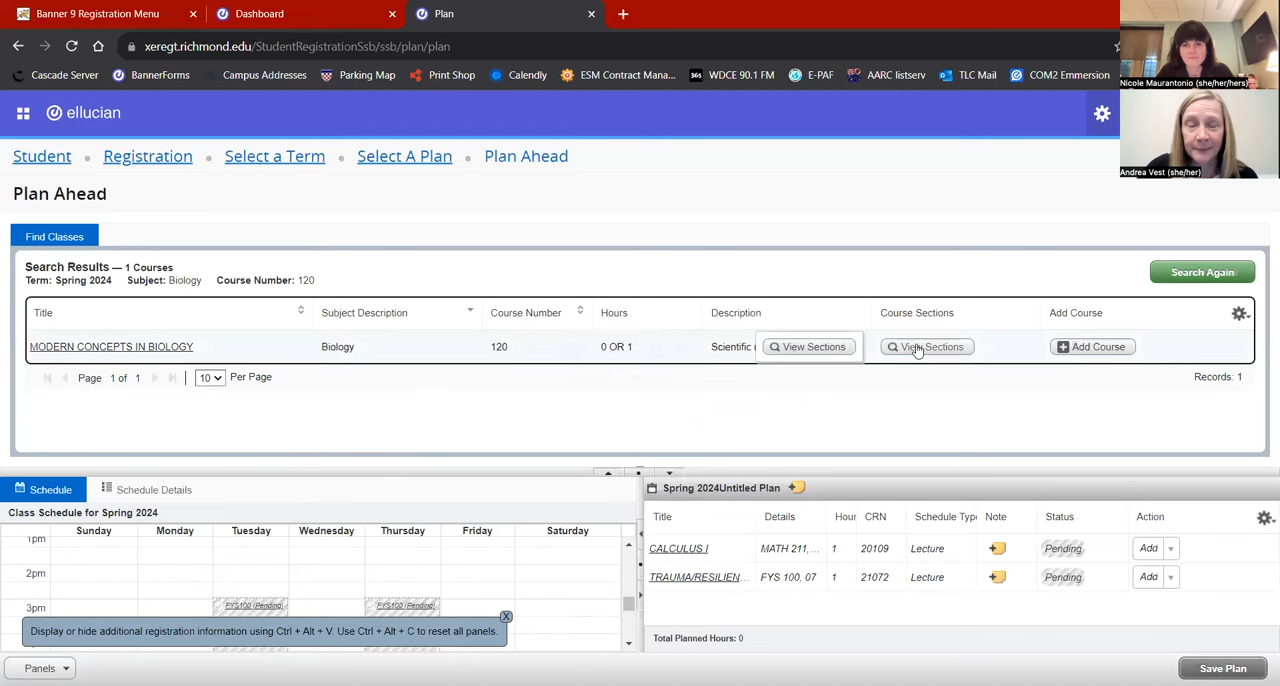 Banner 9 Registration Menu
Dashboard
Plan
xeregt.richmond.edu/StudentRegistrationSsb/ssb/plan/plan
Cascade Server
BannerForms
Campus Addresses
Parking Map
Print Shop
Calendly
ESM Contract Mana...
365 WDCE 90.1 FM
E-PAF
AARC listserv
TLC Mail
COM2 Emmersion
Nicole Maurantonio (she/her/hers)
ellucian
Andrea Vest (she/her)
Student
Registration
Select a Term
Select A Plan
Plan Ahead
Plan Ahead
Find Classes
Search Results — 1 Courses
Term: Spring 2024 Subject: Biology Course Number: 120
Search Again
Title Subject Description Course Number Hours Description Course Sections Add Course
MODERN CONCEPTS IN BIOLOGY Biology 120 0 OR 1 Scientific View Sections View Sections Add Course
Page 1 of 1 10 Per Page Records: 1
Schedule Schedule Details
Class Schedule for Spring 2024
Sunday Monday Tuesday Wednesday Thursday Friday Saturday
1pm
2pm
3pm
FYS100 (Pending) FYS100 (Pending)
X
Display or hide additional registration information using Ctrl + Alt + V. Use Ctrl + Alt + C to reset all panels.
Spring 2024Untitled Plan
Title Details Hour CRN Schedule Typ Note Status Action
CALCULUS I MATH 211,... 1 20109 Lecture Pending Add
TRAUMA/RESILIEN... FYS 100, 07 1 21072 Lecture Pending Add
Total Planned Hours: 0
Panels
Save Plan